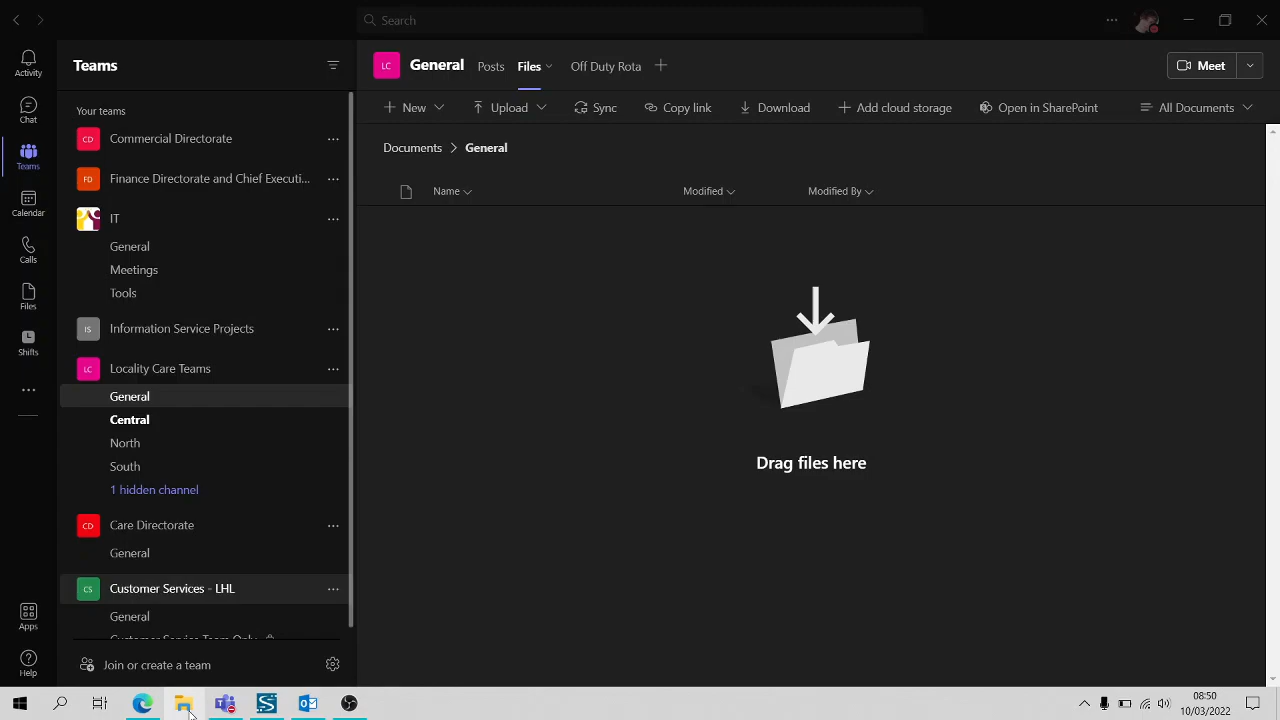 Search
Activity
Chat
Teams
Calendar
Calls
Files
Shifts
Apps
Help
Teams
Your teams
CD Commercial Directorate
FD Finance Directorate and Chief Executi...
IT
General
Meetings
Tools
IS Information Service Projects
LC Locality Care Teams
General
Central
North
South
1 hidden channel
CD Care Directorate
General
CS Customer Services - LHL
General
Customer Service Team Only
Join or create a team
LC General Posts Files Off Duty Rota Meet
New Upload Sync Copy link Download Add cloud storage Open in SharePoint All Documents
Documents General
Name Modified Modified By
Drag files here
08:50
10/03/2022